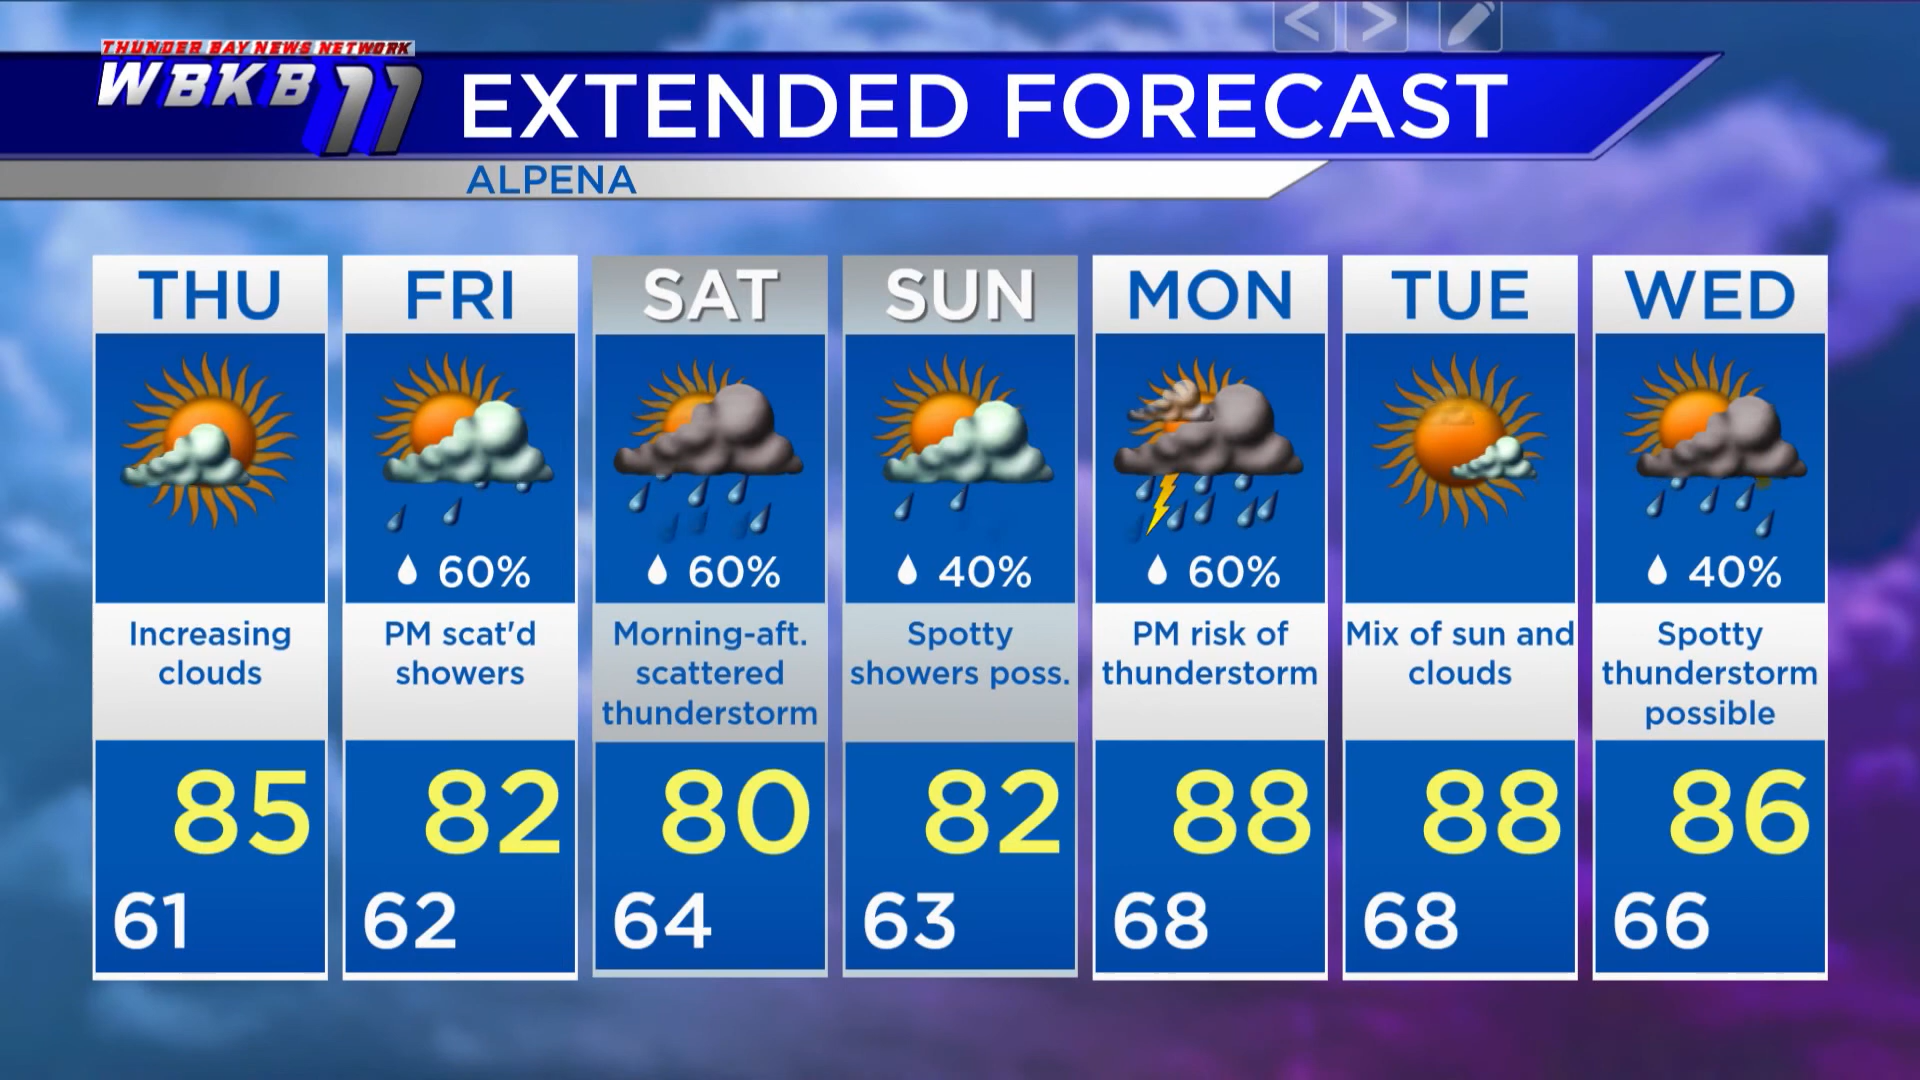 THUNDER BAY NEWS NETWORK
WBKB 11
EXTENDED FORECAST
ALPENA
THU
Increasing
clouds
85
61
FRI
60%
PM scat'd
showers
82
62
SAT
60%
Morning-aft.
scattered
thunderstorm
80
64
SUN
40%
Spotty
showers poss.
82
63
MON
60%
PM risk of
thunderstorm
88
68
TUE
Mix of sun and
clouds
88
68
WED
40%
Spotty
thunderstorm
possible
86
66